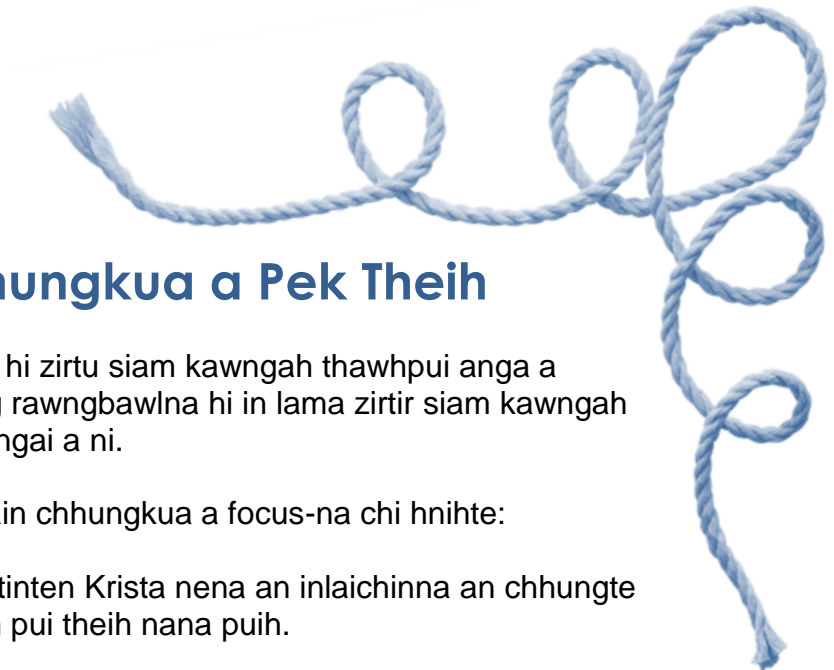 ungkua a Pek Theih
hi zirtu siam kawngah thawhpui anga a
rawngbawlna hi in lama zirtir siam kawngah
ngai a ni.
in chhungkua a focus-na chi hnihte:
tinten Krista nena an inlaichinna an chhungte
pui theih nana puih.